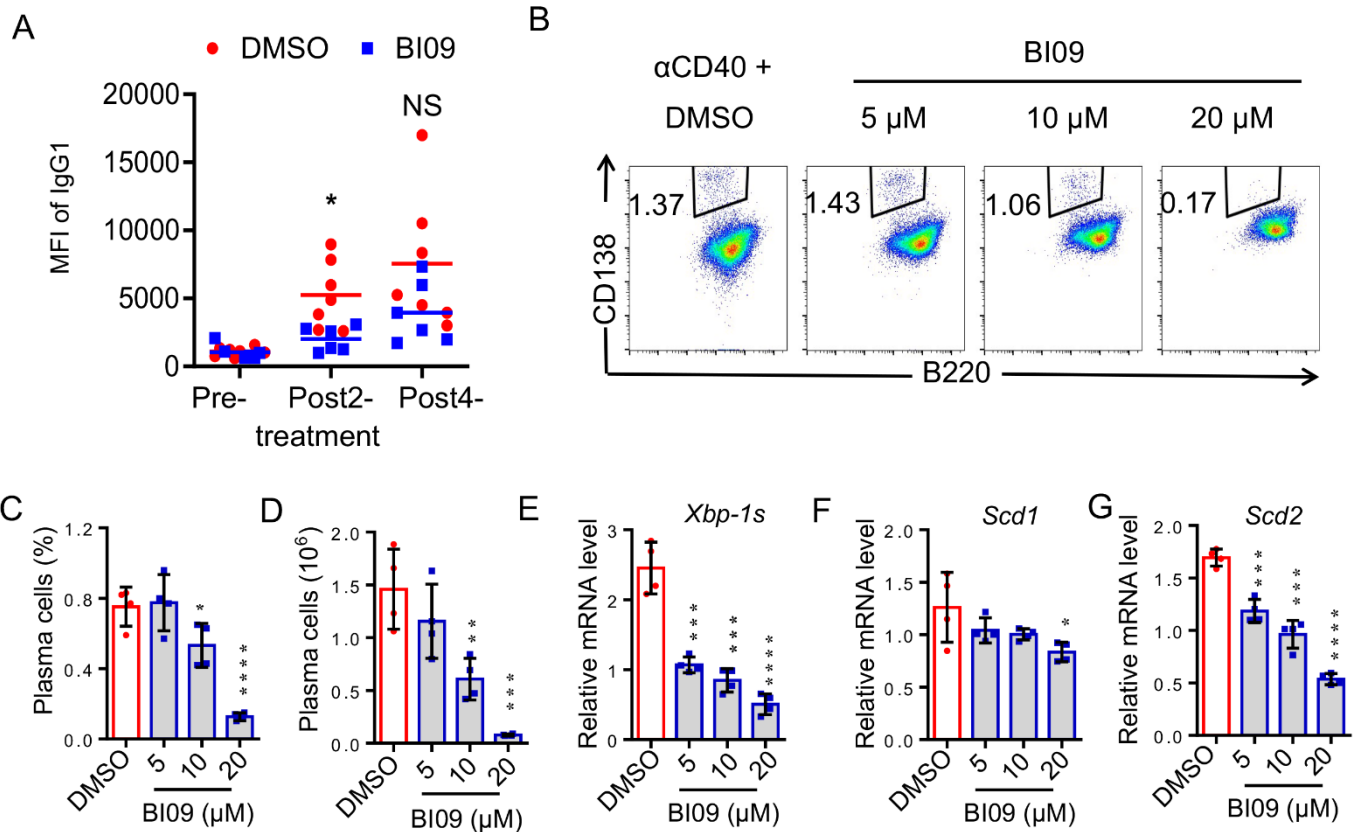 A
DMSO BI09
MFI of IgG1
20000
15000
10000
5000
0
*
NS
Pre- Post2- Post4-
treatment
B
αCD40 +
DMSO
BI09
5 µM 10 µM 20 µM
1.37 1.43 1.06 0.17
CD138
B220
C
Plasma cells (%)
1.2
0.8
0.4
0.0
*
****
DMSO 5 10 20
BI09 (µM)
D
Plasma cells (10⁶)
2.0
1.5
1.0
0.5
0.0
**
***
DMSO 5 10 20
BI09 (µM)
E
Xbp-1s
Relative mRNA level
3
2
1
0
***
***
****
DMSO 5 10 20
BI09 (µM)
F
Scd1
Relative mRNA level
2.0
1.5
1.0
0.5
0.0
*
DMSO 5 10 20
BI09 (µM)
G
Scd2
Relative mRNA level
2.0
1.5
1.0
0.5
0.0
***
***
****
DMSO 5 10 20
BI09 (µM)